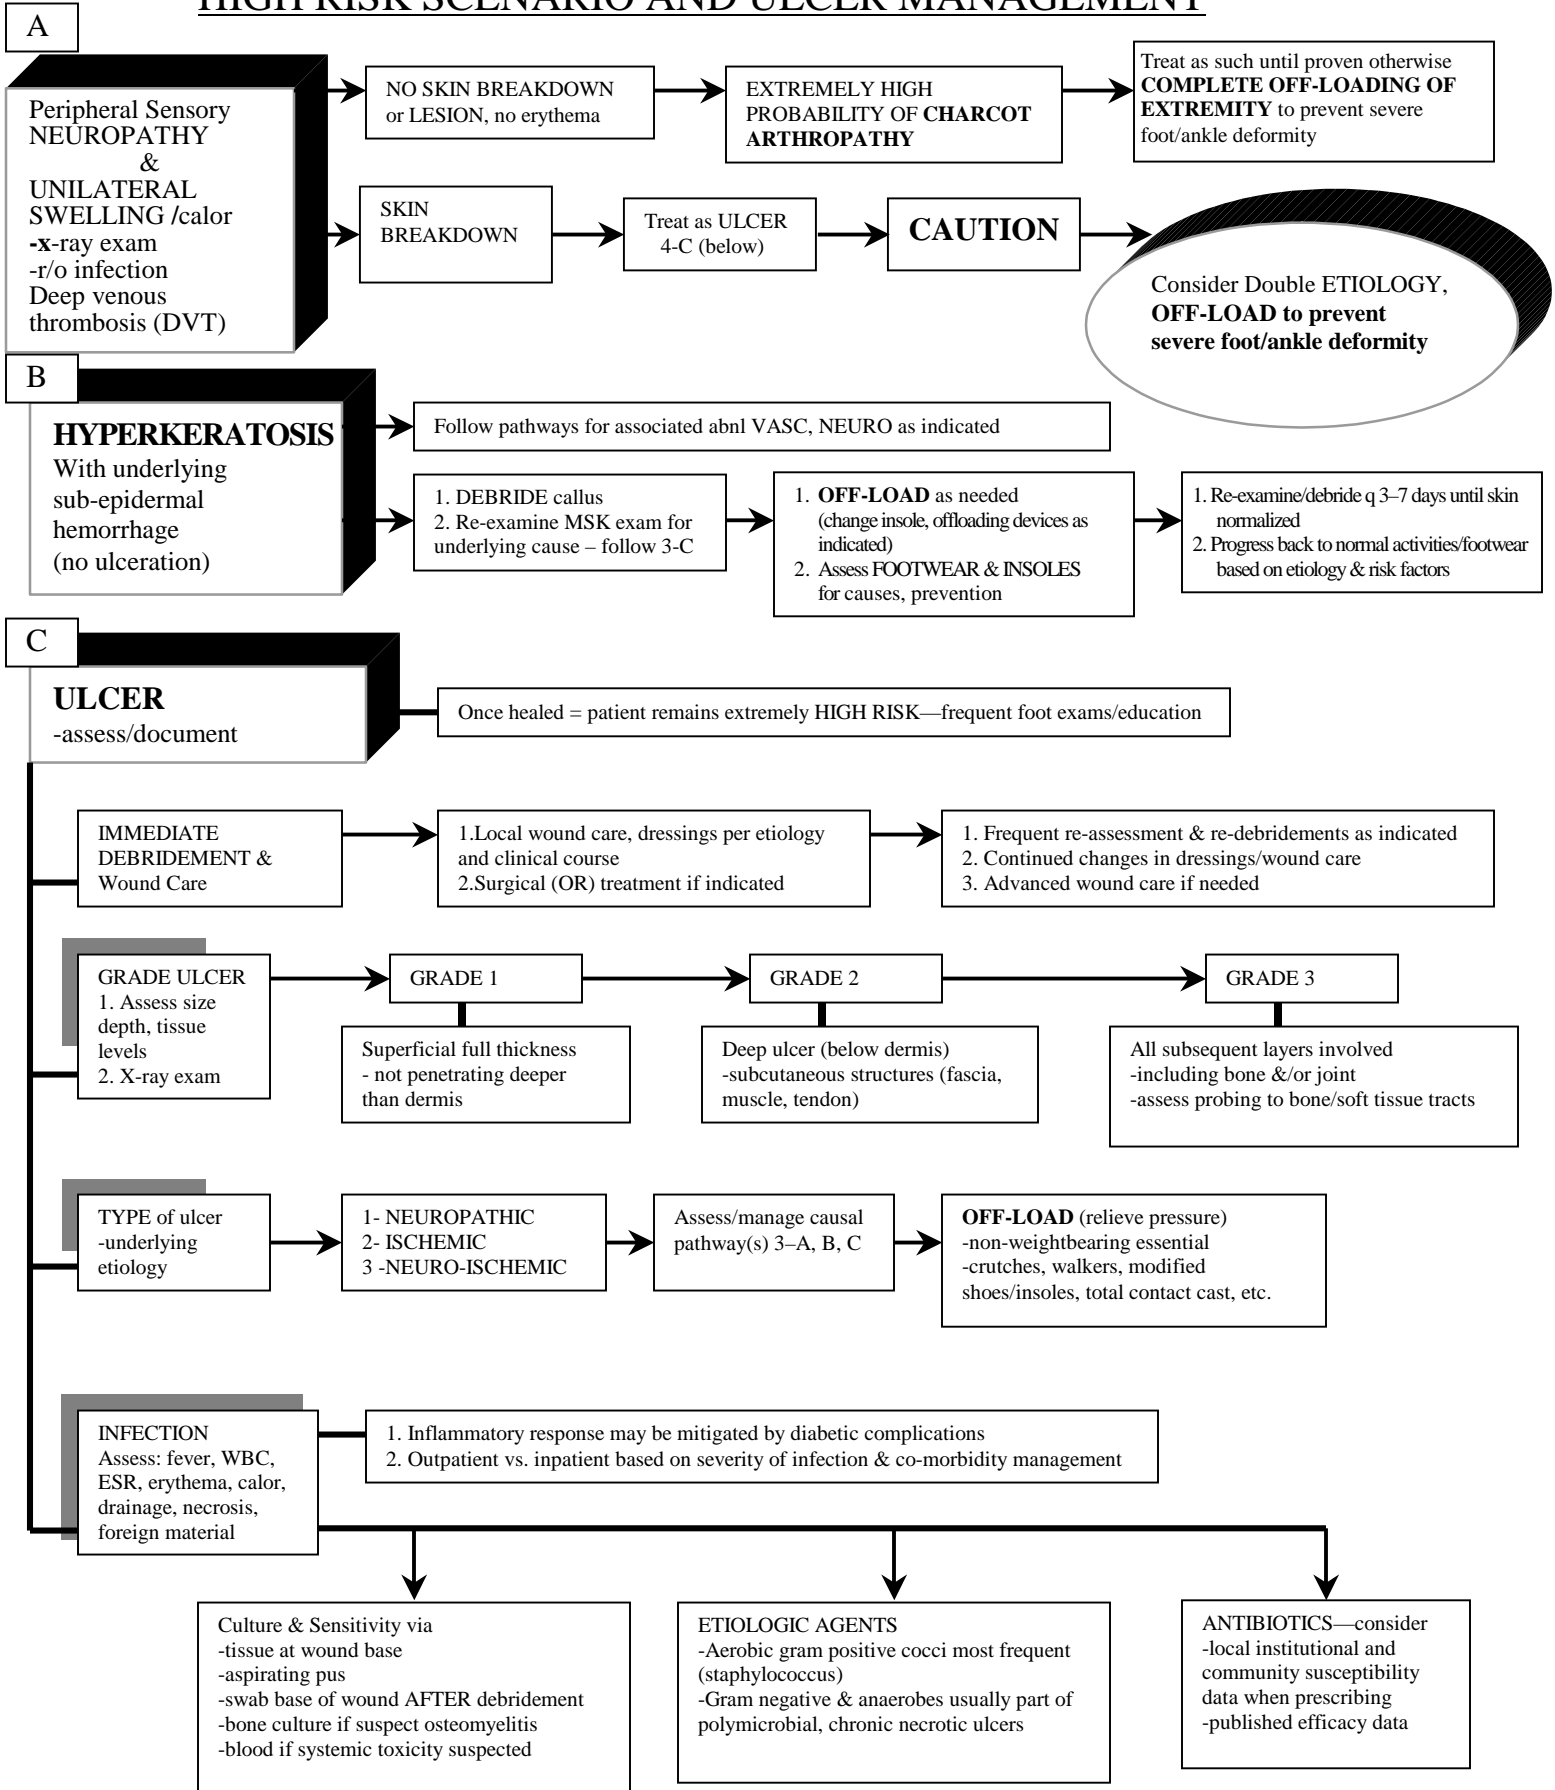 HIGH RISK SCENARIO AND ULCER MANAGEMENT
A
Peripheral Sensory
NEUROPATHY
&
UNILATERAL
SWELLING /calor
-x-ray exam
-r/o infection
Deep venous
thrombosis (DVT)
NO SKIN BREAKDOWN
or LESION, no erythema
EXTREMELY HIGH
PROBABILITY OF CHARCOT
ARTHROPATHY
Treat as such until proven otherwise
COMPLETE OFF-LOADING OF
EXTREMITY to prevent severe
foot/ankle deformity
SKIN
BREAKDOWN
Treat as ULCER
4-C (below)
CAUTION
Consider Double ETIOLOGY,
OFF-LOAD to prevent
severe foot/ankle deformity
B
HYPERKERATOSIS
With underlying
sub-epidermal
hemorrhage
(no ulceration)
Follow pathways for associated abnl VASC, NEURO as indicated
1. DEBRIDE callus
2. Re-examine MSK exam for
underlying cause – follow 3-C
1. OFF-LOAD as needed
(change insole, offloading devices as
indicated)
2. Assess FOOTWEAR & INSOLES
for causes, prevention
1. Re-examine/debride q 3–7 days until skin
normalized
2. Progress back to normal activities/footwear
based on etiology & risk factors
C
ULCER
-assess/document
Once healed = patient remains extremely HIGH RISK—frequent foot exams/education
IMMEDIATE
DEBRIDEMENT &
Wound Care
1.Local wound care, dressings per etiology
and clinical course
2.Surgical (OR) treatment if indicated
1. Frequent re-assessment & re-debridements as indicated
2. Continued changes in dressings/wound care
3. Advanced wound care if needed
GRADE ULCER
1. Assess size
depth, tissue
levels
2. X-ray exam
GRADE 1
Superficial full thickness
- not penetrating deeper
than dermis
GRADE 2
Deep ulcer (below dermis)
-subcutaneous structures (fascia,
muscle, tendon)
GRADE 3
All subsequent layers involved
-including bone &/or joint
-assess probing to bone/soft tissue tracts
TYPE of ulcer
-underlying
etiology
1- NEUROPATHIC
2- ISCHEMIC
3 -NEURO-ISCHEMIC
Assess/manage causal
pathway(s) 3–A, B, C
OFF-LOAD (relieve pressure)
-non-weightbearing essential
-crutches, walkers, modified
shoes/insoles, total contact cast, etc.
INFECTION
Assess: fever, WBC,
ESR, erythema, calor,
drainage, necrosis,
foreign material
1. Inflammatory response may be mitigated by diabetic complications
2. Outpatient vs. inpatient based on severity of infection & co-morbidity management
Culture & Sensitivity via
-tissue at wound base
-aspirating pus
-swab base of wound AFTER debridement
-bone culture if suspect osteomyelitis
-blood if systemic toxicity suspected
ETIOLOGIC AGENTS
-Aerobic gram positive cocci most frequent
(staphylococcus)
-Gram negative & anaerobes usually part of
polymicrobial, chronic necrotic ulcers
ANTIBIOTICS—consider
-local institutional and
community susceptibility
data when prescribing
-published efficacy data